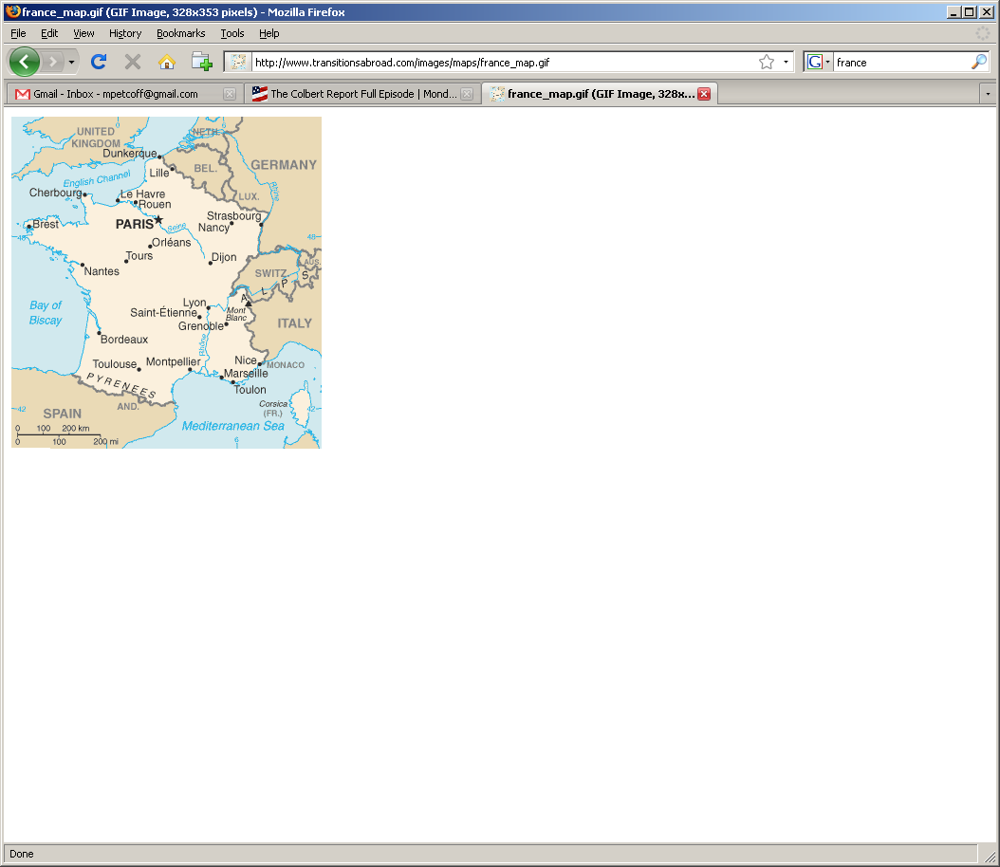 france_map.gif (GIF Image, 328x353 pixels) - Mozilla Firefox
File Edit View History Bookmarks Tools Help
http://www.transitionsabroad.com/images/maps/france_map.gif
G france
Gmail - Inbox - mpetcoff@gmail.com
The Colbert Report Full Episode | Mond...
france_map.gif (GIF Image, 328x...
0 6
UNITED
KINGDOM
NETH.
Dunkerque
Lille
BEL.
GERMANY
English Channel
Rhine
Cherbourg
Le Havre
LUX.
Rouen
Brest
PARIS
Seine
Strasbourg
Nancy
48 48
Orléans
Tours
Dijon
Nantes
SWITZ.
AUS.
ALPS
Bay of
Biscay
Lyon
Saint-Étienne
Mont
Blanc
Grenoble
ITALY
Bordeaux
Rhône
Toulouse
Montpellier
Nice
MONACO
Marseille
Toulon
PYRENEES
AND.
Corsica
(FR.)
42 42
SPAIN
Mediterranean Sea
0 100 200 km
0 100 200 mi
6
Done